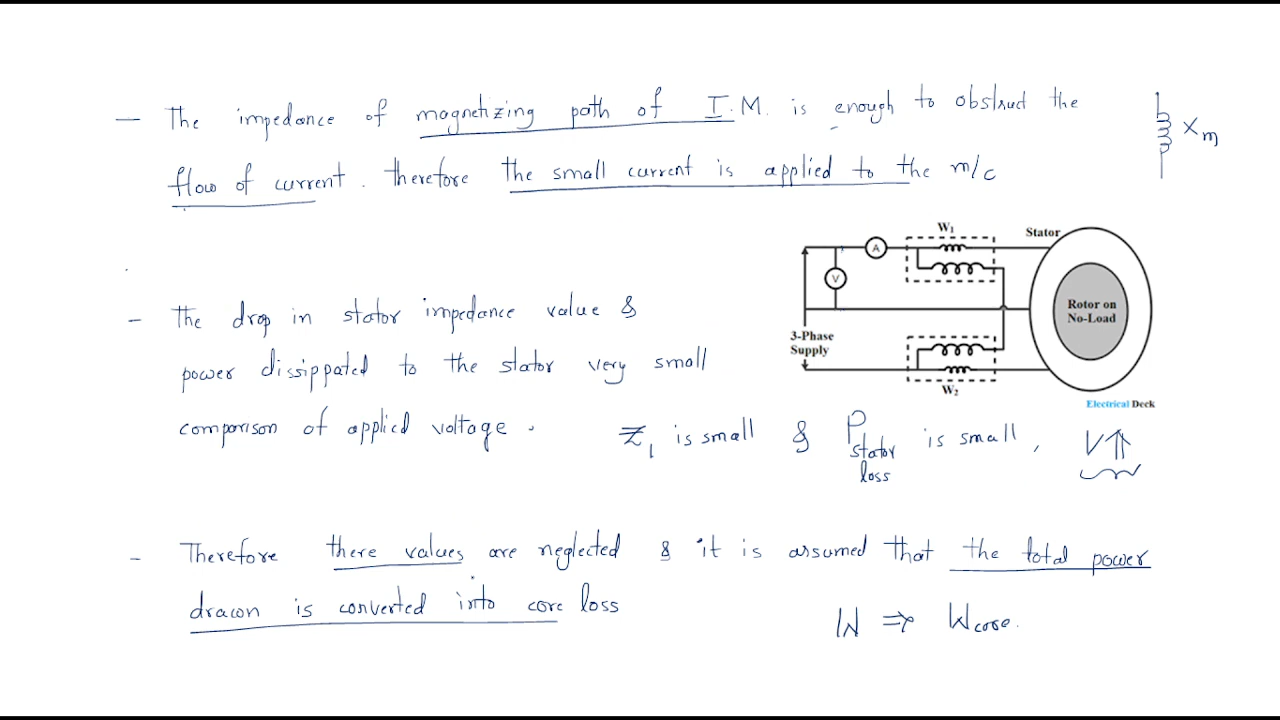 — The impedance of magnetizing path of I.M. is enough to obstruct the
flow of current. therefore the small current is applied to the m/c
Xm
- The drop in stator impedance value &
power dissippated to the stator very small
comparison of applied voltage.
Z1 is small & Pstator loss is small, V⇑
W1
Stator
A
V
Rotor on
No-Load
3-Phase
Supply
W2
Electrical Deck
- Therefore there values are neglected & it is assumed that the total power
drawn is converted into core loss
W ⇒ Wcore.